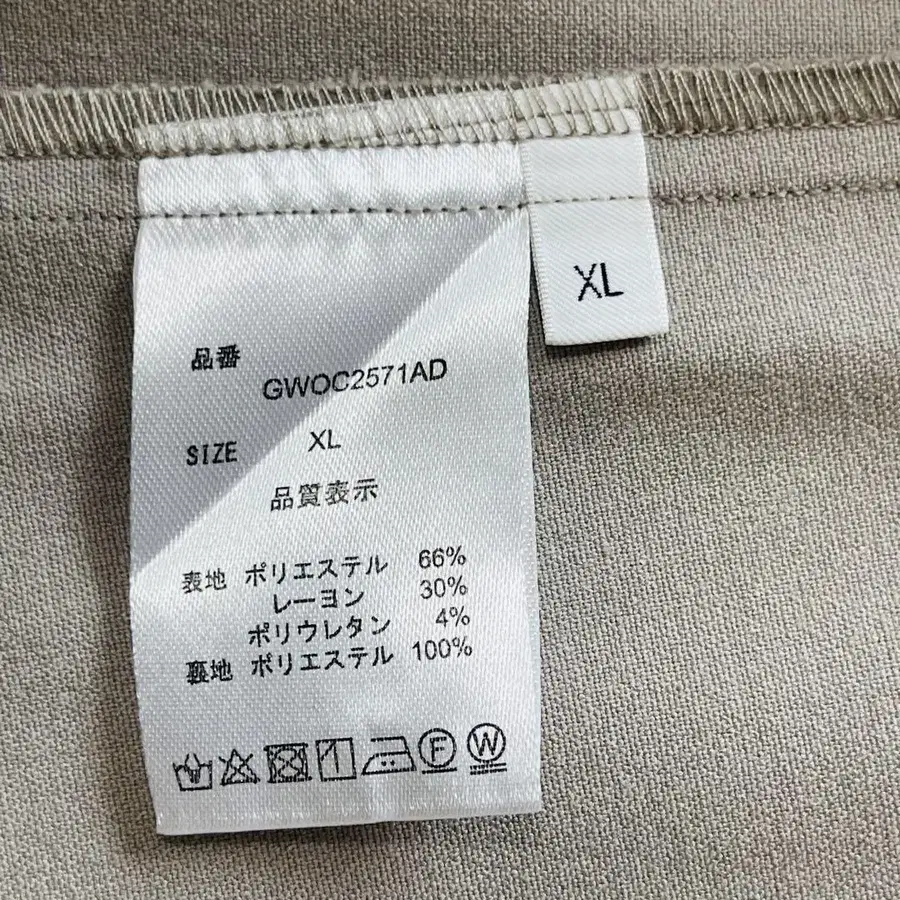 XL
品番
GWOC2571AD
SIZE XL
品質表示
表地 ポリエステル 66%
レーヨン 30%
ポリウレタン 4%
裏地 ポリエステル 100%
F W